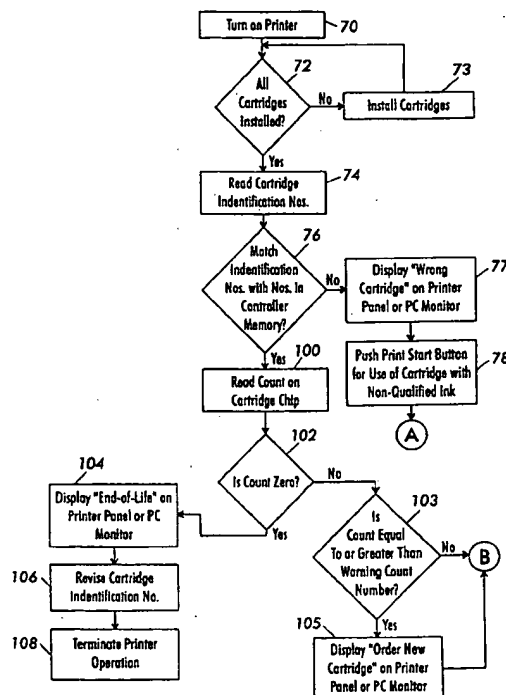 Turn on Printer
70
72
73
All
Cartridges
Installed?
No
Install Cartridges
Yes
Read Cartridge
Indentification Nos.
74
76
Match
Indentification
Nos. with Nos. In
Controller
Memory?
No
Display "Wrong
Cartridge" on Printer
Panel or PC Monitor
77
Yes
100
Read Count on
Cartridge Chip
Push Print Start Button
for Use of Cartridge with
Non-Qualified Ink
78
A
102
Is Count Zero?
No
Yes
104
Display "End-of-Life" on
Printer Panel or PC
Monitor
103
Is
Count Equal
To or Greater Than
Warning Count
Number?
No
B
Yes
106
Revise Cartridge
Indentification No.
108
Terminate Printer
Operation
105
Display "Order New
Cartridge" on Printer
Panel or PC Monitor